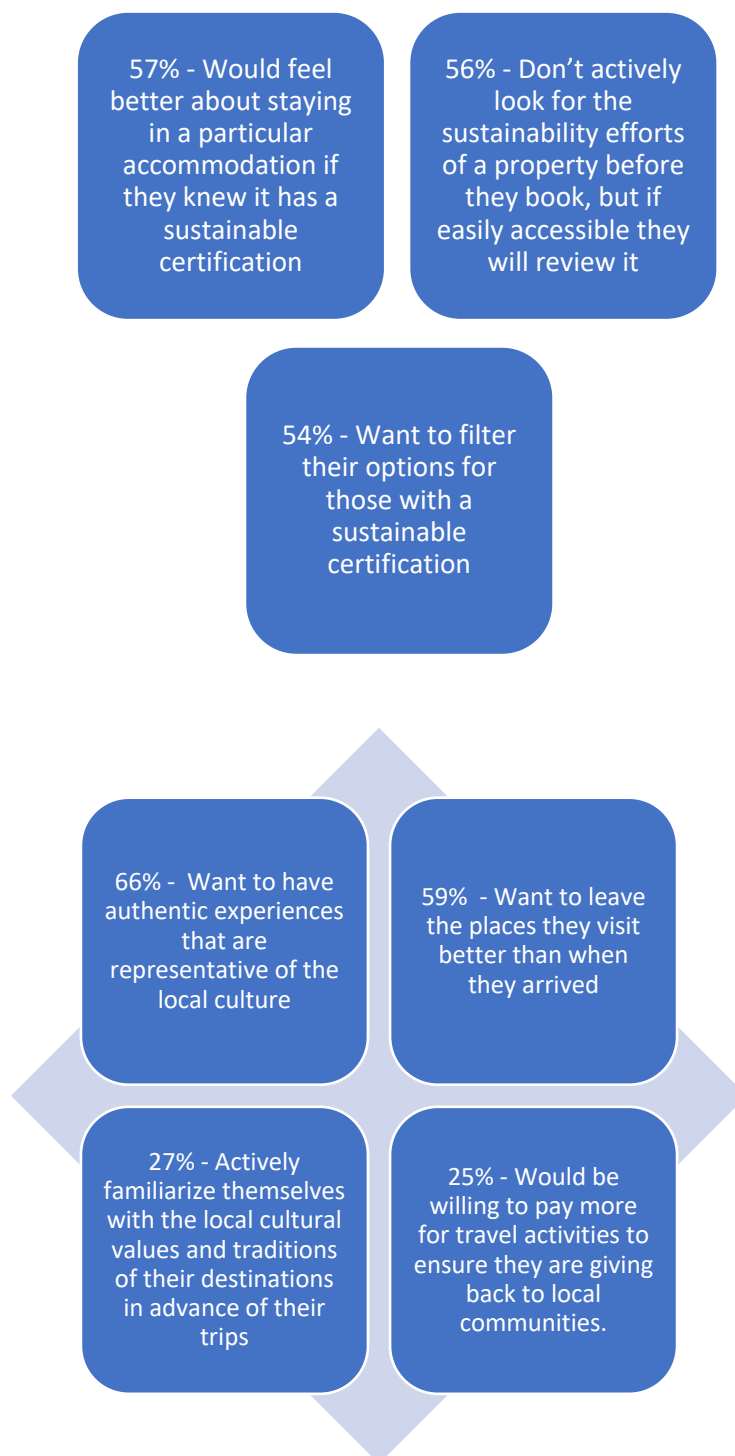 57% - Would feel
better about staying
in a particular
accommodation if
they knew it has a
sustainable
certification
56% - Don’t actively
look for the
sustainability efforts
of a property before
they book, but if
easily accessible they
will review it
54% - Want to filter
their options for
those with a
sustainable
certification
66% - Want to have
authentic experiences
that are
representative of the
local culture
59% - Want to leave
the places they visit
better than when
they arrived
27% - Actively
familiarize themselves
with the local cultural
values and traditions
of their destinations
in advance of their
trips
25% - Would be
willing to pay more
for travel activities to
ensure they are giving
back to local
communities.